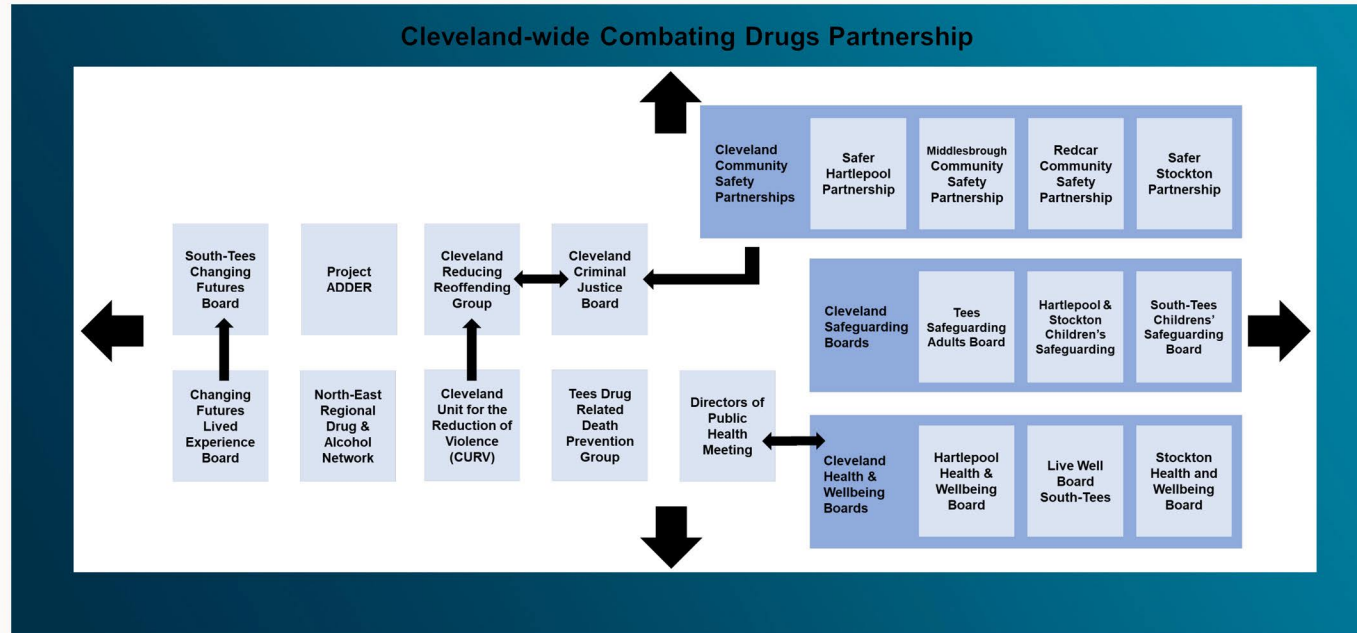 Cleveland-wide Combating Drugs Partnership
Cleveland
Community
Safety
Partnerships
Safer
Hartlepool
Partnership
Middlesbrough
Community
Safety
Partnership
Redcar
Community
Safety
Partnership
Safer
Stockton
Partnership
South-Tees
Changing
Futures
Board
Project
ADDER
Cleveland
Reducing
Reoffending
Group
Cleveland
Criminal
Justice
Board
Cleveland
Safeguarding
Boards
Tees
Safeguarding
Adults Board
Hartlepool &
Stockton
Children's
Safeguarding
South-Tees
Childrens'
Safeguarding
Board
Changing
Futures
Lived
Experience
Board
North-East
Regional
Drug &
Alcohol
Network
Cleveland
Unit for the
Reduction of
Violence
(CURV)
Tees Drug
Related
Death
Prevention
Group
Directors of
Public
Health
Meeting
Cleveland
Health &
Wellbeing
Boards
Hartlepool
Health &
Wellbeing
Board
Live Well
Board
South-Tees
Stockton
Health and
Wellbeing
Board